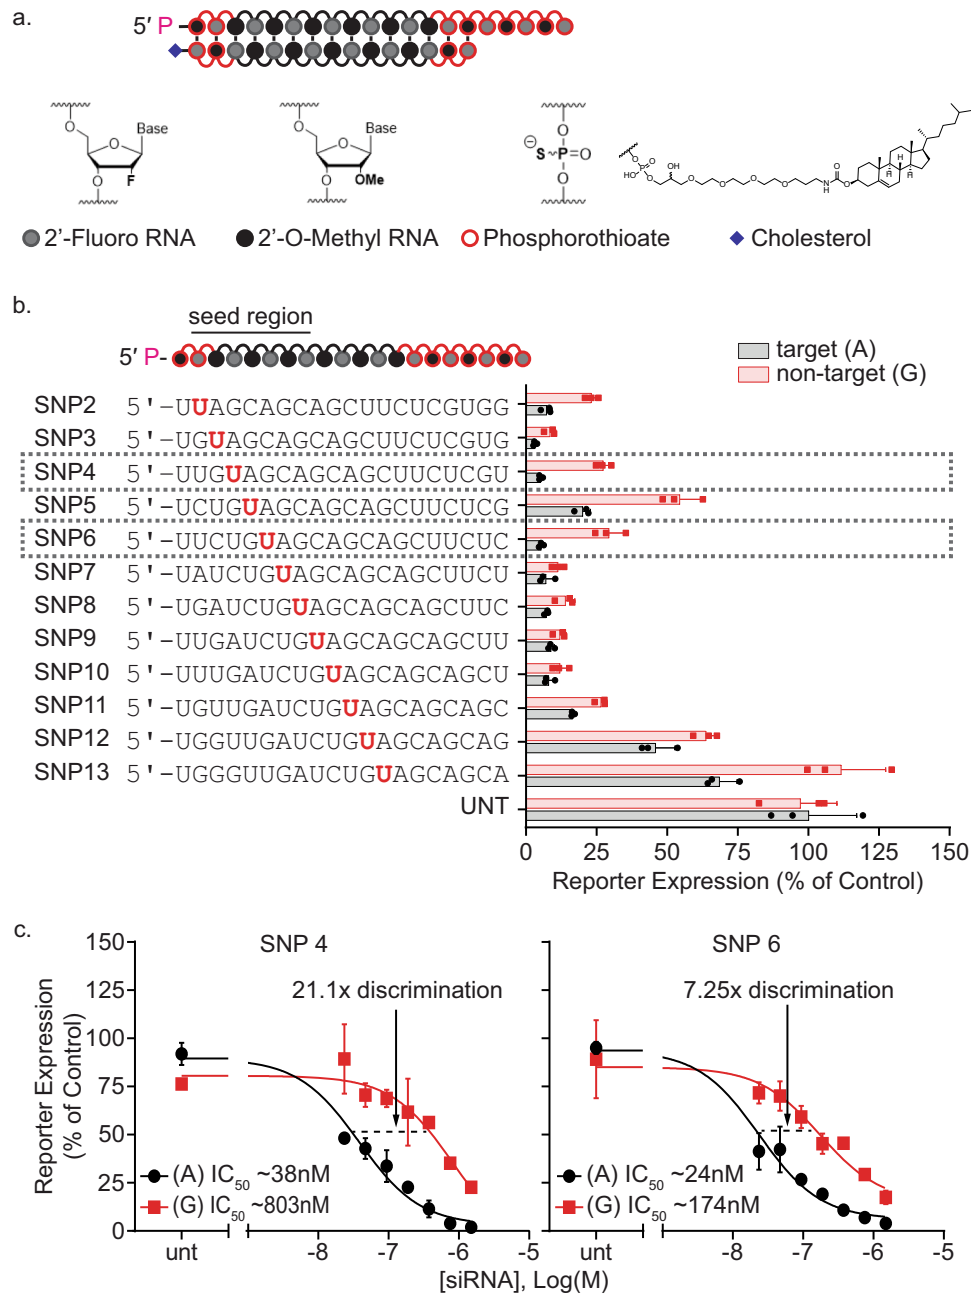 a.
5′ P
O
Base
O
F
O
O
Base
O
OMe
O
O
⊖
S P O
O
O
O
P
HO
O
OH
O
O
O
O
N
H
O
O
H
H
H
2'-Fluoro RNA
2'-O-Methyl RNA
Phosphorothioate
Cholesterol
b.
seed region
5′ P-
target (A)
non-target (G)
SNP2 5'-UUAGCAGCAGCUUCUCGUGG
SNP3 5'-UGUAGCAGCAGCUUCUCGUG
SNP4 5'-UUGUAGCAGCAGCUUCUCGU
SNP5 5'-UCUGUAGCAGCAGCUUCUCG
SNP6 5'-UUCUGUAGCAGCAGCUUCUC
SNP7 5'-UAUCUGUAGCAGCAGCUUCU
SNP8 5'-UGAUCUGUAGCAGCAGCUUC
SNP9 5'-UUGAUCUGUAGCAGCAGCUU
SNP10 5'-UUUGAUCUGUAGCAGCAGCU
SNP11 5'-UGUUGAUCUGUAGCAGCAGC
SNP12 5'-UGGUUGAUCUGUAGCAGCAG
SNP13 5'-UGGGUUGAUCUGUAGCAGCA
UNT
0 25 50 75 100 125 150
Reporter Expression (% of Control)
c.
SNP 4
21.1x discrimination
150
125
100
75
50
25
0
Reporter Expression
(% of Control)
(A) IC50 ~38nM
(G) IC50 ~803nM
unt -8 -7 -6 -5
SNP 6
7.25x discrimination
(A) IC50 ~24nM
(G) IC50 ~174nM
unt -8 -7 -6 -5
[siRNA], Log(M)